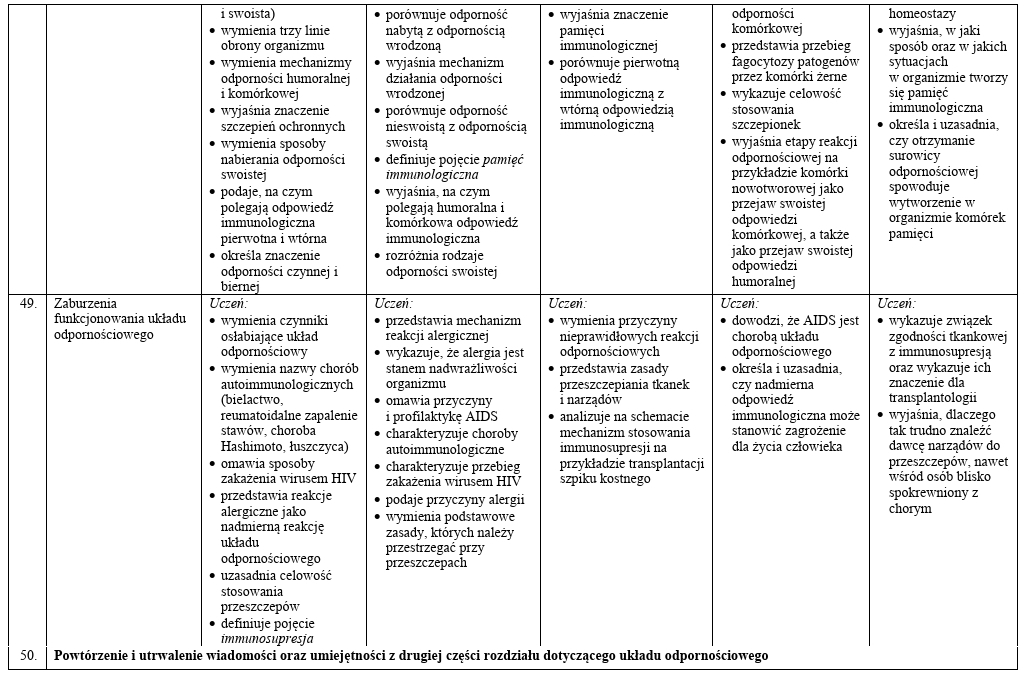 i swoista)
• wymienia trzy linie
obrony organizmu
• wymienia mechanizmy
odporności humoralnej
i komórkowej
• wyjaśnia znaczenie
szczepień ochronnych
• wymienia sposoby
nabierania odporności
swoistej
• podaje, na czym
polegają odpowiedź
immunologiczna
pierwotna i wtórna
• określa znaczenie
odporności czynnej i
biernej
• porównuje odporność
nabytą z odpornością
wrodzoną
• wyjaśnia mechanizm
działania odporności
wrodzonej
• porównuje odporność
nieswoistą z odpornością
swoistą
• definiuje pojęcie pamięć
immunologiczna
• wyjaśnia, na czym
polegają humoralna i
komórkowa odpowiedź
immunologiczna
• rozróżnia rodzaje
odporności swoistej
• wyjaśnia znaczenie
pamięci
immunologicznej
• porównuje pierwotną
odpowiedź
immunologiczną z
wtórną odpowiedzią
immunologiczną
odporności
komórkowej
• przedstawia przebieg
fagocytozy patogenów
przez komórki żerne
• wykazuje celowość
stosowania
szczepionek
• wyjaśnia etapy reakcji
odpornościowej na
przykładzie komórki
nowotworowej jako
przejaw swoistej
odpowiedzi
komórkowej, a także
jako przejaw swoistej
odpowiedzi
humoralnej
homeostazy
• wyjaśnia, w jaki
sposób oraz w jakich
sytuacjach
w organizmie tworzy
się pamięć
immunologiczna
• określa i uzasadnia,
czy otrzymanie
surowicy
odpornościowej
spowoduje
wytworzenie w
organizmie komórek
pamięci
49.
Zaburzenia
funkcjonowania układu
odpornościowego
Uczeń:
• wymienia czynniki
osłabiające układ
odpornościowy
• wymienia nazwy chorób
autoimmunologicznych
(bielactwo,
reumatoidalne zapalenie
stawów, choroba
Hashimoto, łuszczyca)
• omawia sposoby
zakażenia wirusem HIV
• przedstawia reakcje
alergiczne jako
nadmierną reakcję
układu
odpornościowego
• uzasadnia celowość
stosowania
przeszczepów
• definiuje pojęcie
immunosupresja
Uczeń:
• przedstawia mechanizm
reakcji alergicznej
• wykazuje, że alergia jest
stanem nadwrażliwości
organizmu
• omawia przyczyny
i profilaktykę AIDS
• charakteryzuje choroby
autoimmunologiczne
• charakteryzuje przebieg
zakażenia wirusem HIV
• podaje przyczyny alergii
• wymienia podstawowe
zasady, których należy
przestrzegać przy
przeszczepach
Uczeń:
• wymienia przyczyny
nieprawidłowych reakcji
odpornościowych
• przedstawia zasady
przeszczepiania tkanek
i narządów
• analizuje na schemacie
mechanizm stosowania
immunosupresji na
przykładzie transplantacji
szpiku kostnego
Uczeń:
• dowodzi, że AIDS jest
chorobą układu
odpornościowego
• określa i uzasadnia,
czy nadmierna
odpowiedź
immunologiczna może
stanowić zagrożenie
dla życia człowieka
Uczeń:
• wykazuje związek
zgodności tkankowej
z immunosupresją
oraz wykazuje ich
znaczenie dla
transplantologii
• wyjaśnia, dlaczego
tak trudno znaleźć
dawcę narządów do
przeszczepów, nawet
wśród osób blisko
spokrewniony z
chorym
50.
Powtórzenie i utrwalenie wiadomości oraz umiejętności z drugiej części rozdziału dotyczącego układu odpornościowego